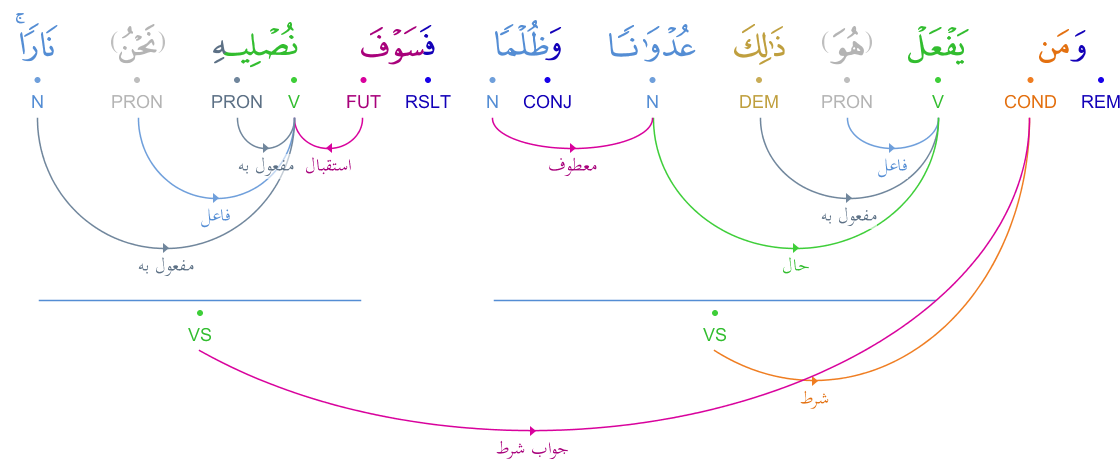 وَمَن يَفْعَلْ (هُوَ) ذَٰلِكَ عُدْوَٰنًا وَظُلْمًا فَسَوْفَ نُصْلِيهِ (نَحْنُ) نَارًا ۚ
REM COND V PRON DEM N CONJ N RSLT FUT V PRON PRON N
فاعل معطوف استقبال مفعول به
مفعول به فاعل
حال مفعول به
VS VS
شرط
جواب شرط